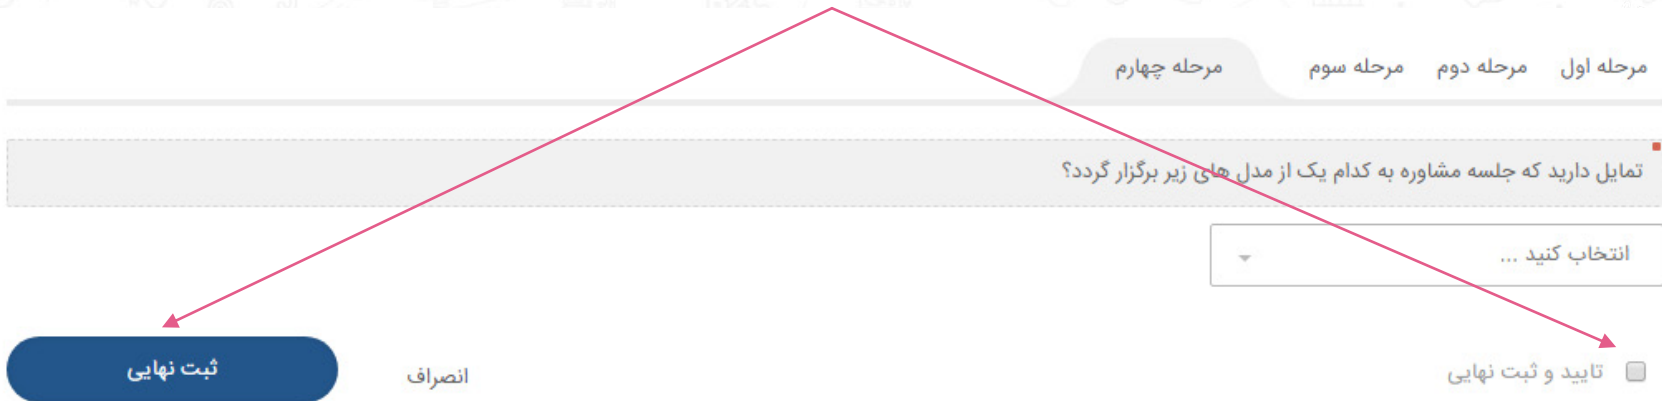 مرحله اول مرحله دوم مرحله سوم مرحله چهارم
تمایل دارید که جلسه مشاوره به کدام یک از مدل های زیر برگزار گردد؟
انتخاب کنید ...
تایید و ثبت نهایی
انصراف
ثبت نهایی